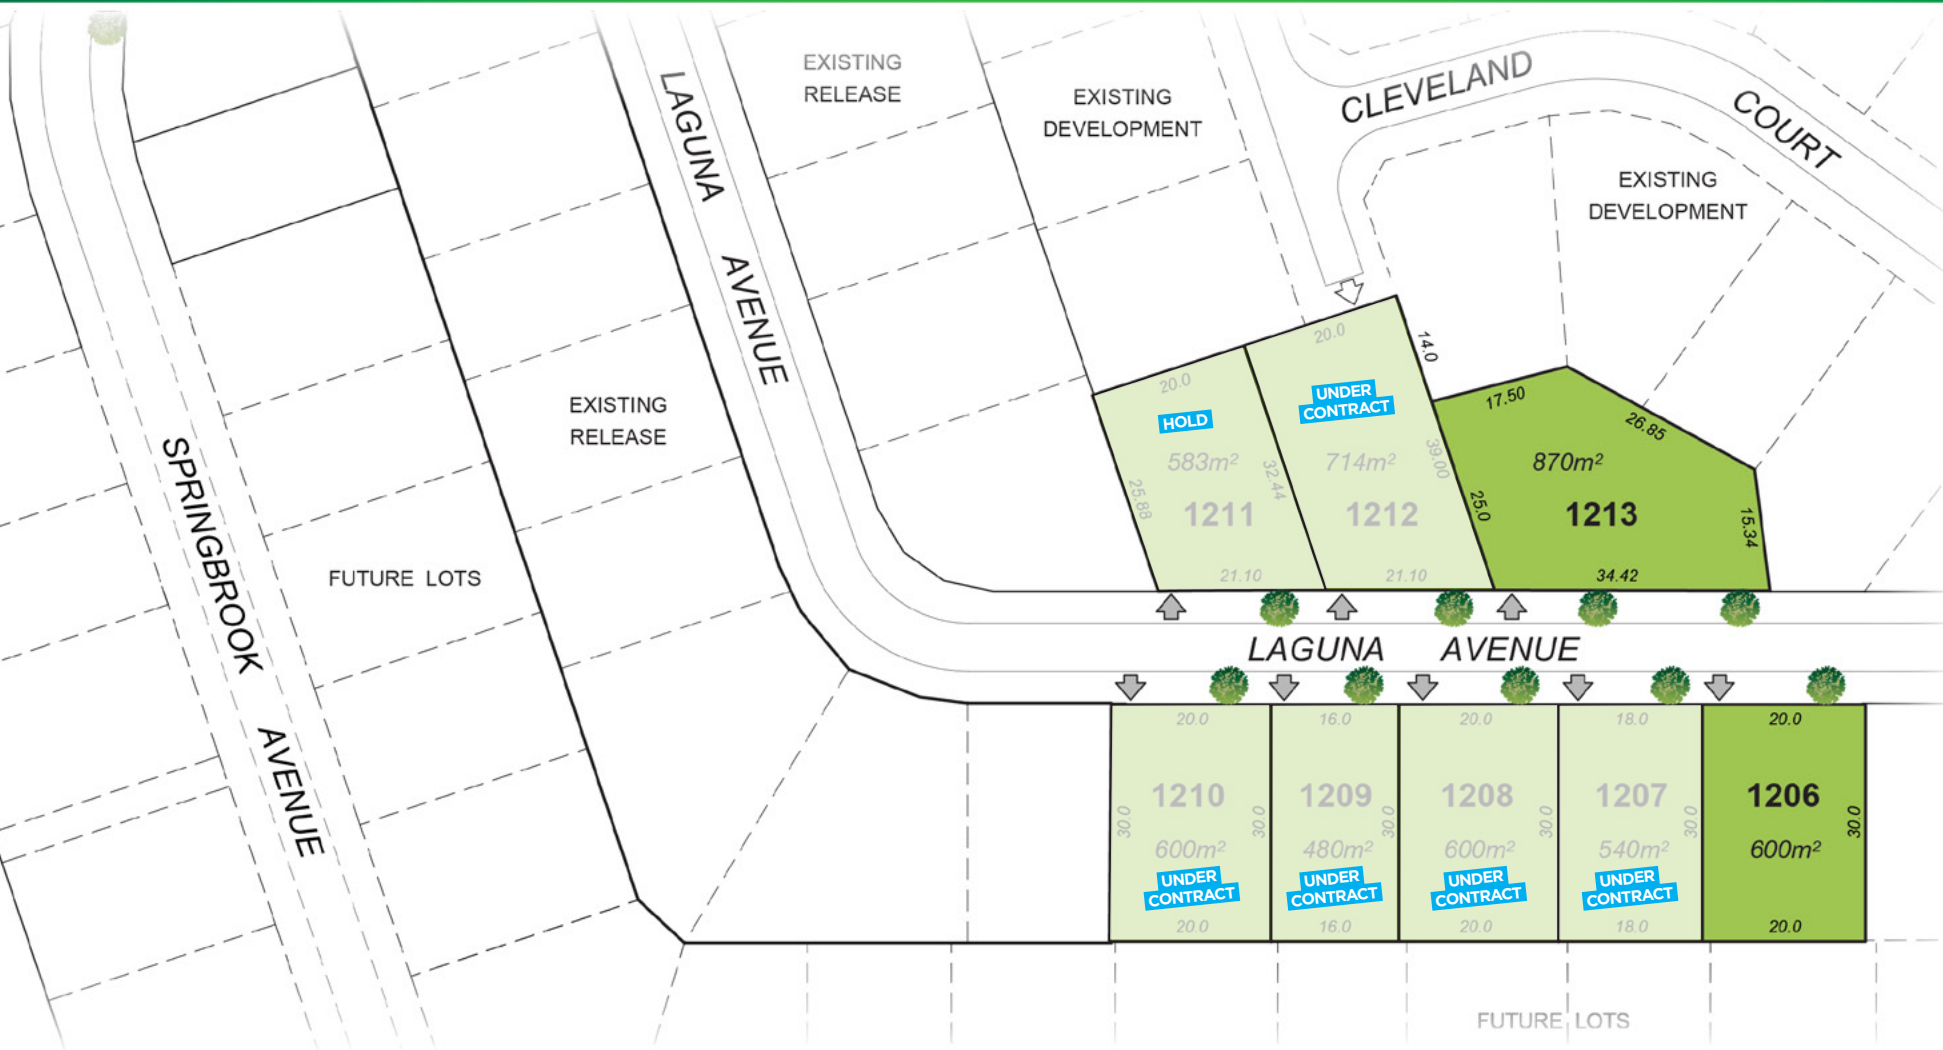 EXISTING
RELEASE
EXISTING
DEVELOPMENT
CLEVELAND
COURT
EXISTING
DEVELOPMENT
LAGUNA
AVENUE
EXISTING
RELEASE
SPRINGBROOK
AVENUE
FUTURE LOTS
20.0
HOLD
583m²
25.88
32.44
1211
21.10
20.0
UNDER
CONTRACT
714m²
39.00
1212
21.10
14.0
17.50
26.85
870m²
25.0
1213
15.34
34.42
LAGUNA AVENUE
20.0
1210
30.0
30.0
600m²
UNDER
CONTRACT
20.0
16.0
1209
30.0
480m²
UNDER
CONTRACT
16.0
20.0
1208
30.0
600m²
UNDER
CONTRACT
20.0
18.0
1207
30.0
540m²
UNDER
CONTRACT
18.0
20.0
1206
30.0
600m²
20.0
FUTURE LOTS